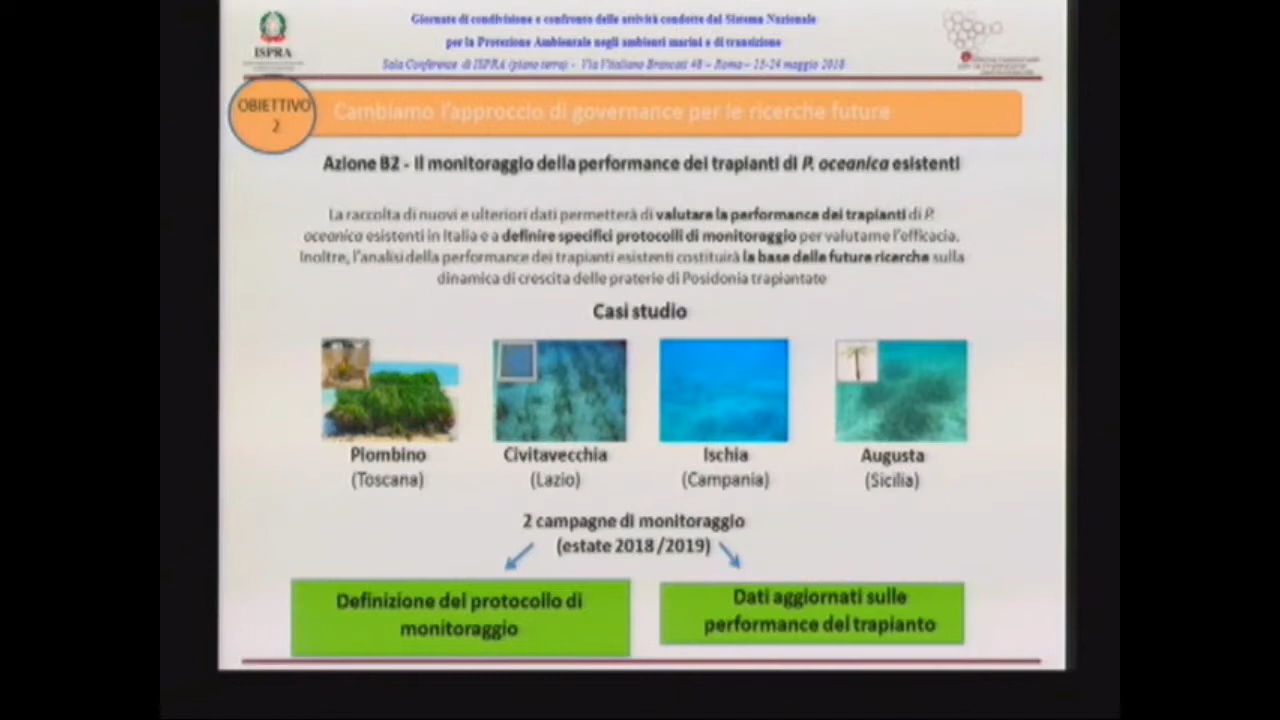 Giornate di condivisione e confronto delle attività condotte dal Sistema Nazionale
per la Protezione Ambientale negli ambienti marini e di transizione
Sala Conferenze di ISPRA (piano terra) - Via Vitaliano Brancati 48 – Roma – 15-24 maggio 2018
ISPRA
OBIETTIVO
2
Cambiamo l'approccio di governance per le ricerche future
Azione B2 - Il monitoraggio della performance dei trapianti di P. oceanica esistenti
La raccolta di nuovi e ulteriori dati permetterà di valutare la performance dei trapianti di P.
oceanica esistenti in Italia e a definire specifici protocolli di monitoraggio per valutarne l'efficacia.
Inoltre, l'analisi della performance dei trapianti esistenti costituirà la base delle future ricerche sulla
dinamica di crescita delle praterie di Posidonia trapiantate
Casi studio
Piombino
(Toscana)
Civitavecchia
(Lazio)
Ischia
(Campania)
Augusta
(Sicilia)
2 campagne di monitoraggio
(estate 2018/2019)
Definizione del protocollo di
monitoraggio
Dati aggiornati sulle
performance del trapianto